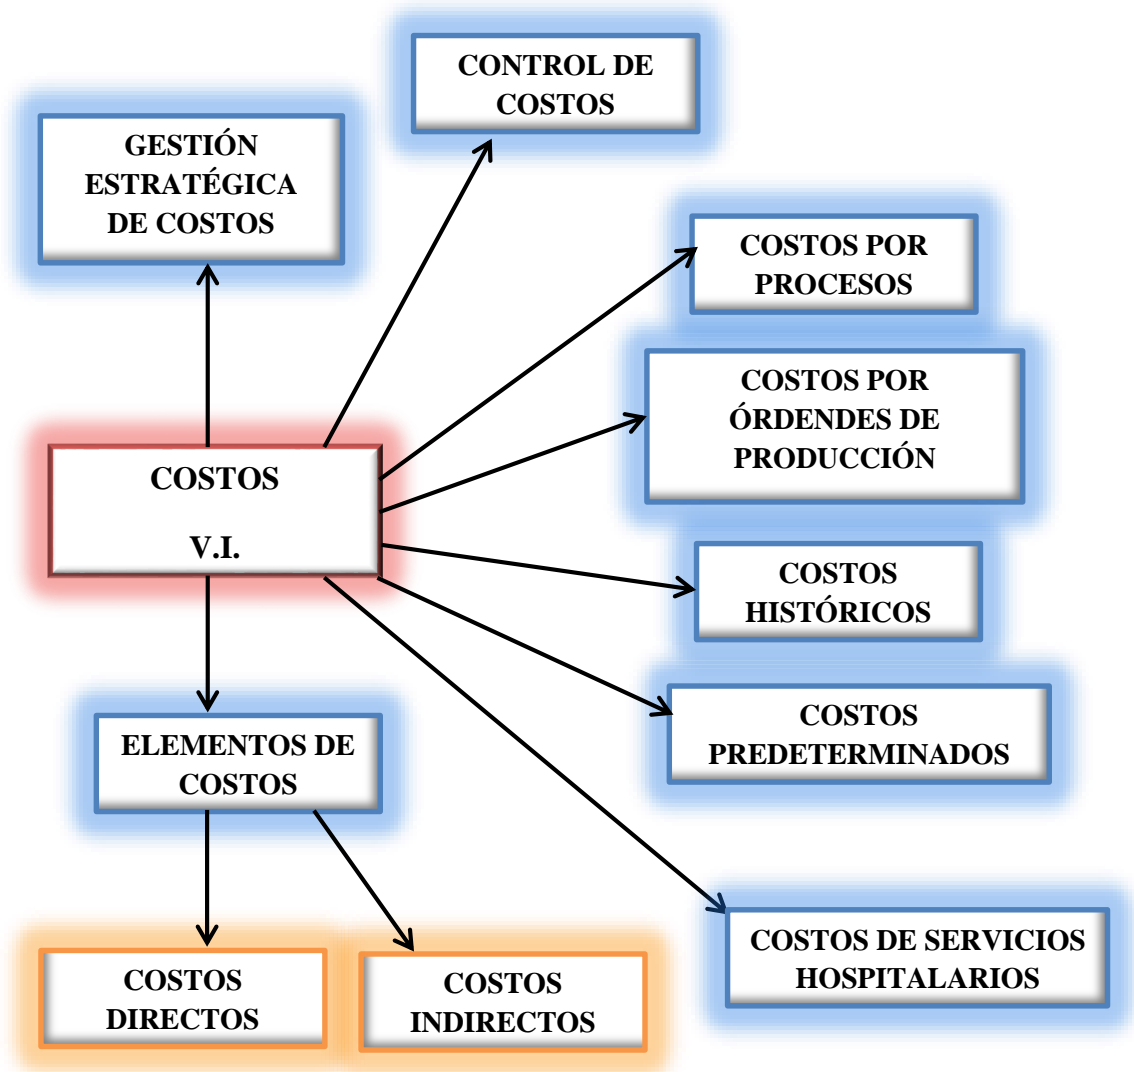 CONTROL DE
COSTOS
GESTIÓN
ESTRATÉGICA
DE COSTOS
COSTOS POR
PROCESOS
COSTOS POR
ÓRDENDES DE
PRODUCCIÓN
COSTOS
V.I.
COSTOS
HISTÓRICOS
COSTOS
PREDETERMINADOS
ELEMENTOS DE
COSTOS
COSTOS DE SERVICIOS
HOSPITALARIOS
COSTOS
DIRECTOS
COSTOS
INDIRECTOS